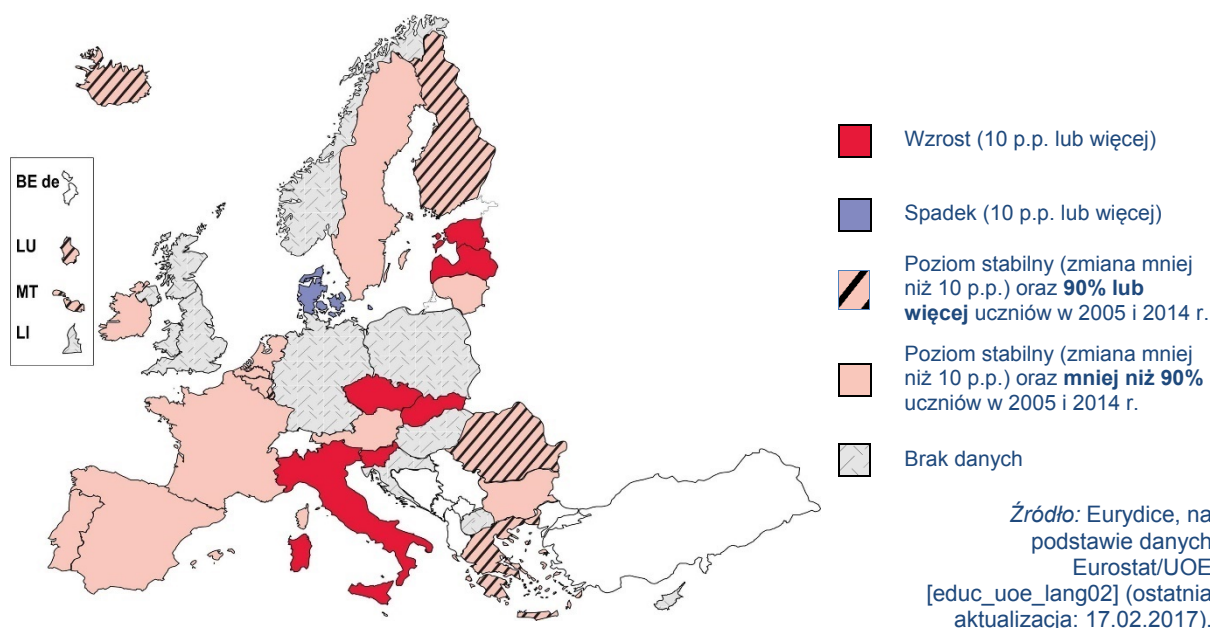 BE de
LU
MT
LI
Wzrost (10 p.p. lub więcej)
Spadek (10 p.p. lub więcej)
Poziom stabilny (zmiana mniej
niż 10 p.p.) oraz 90% lub
więcej uczniów w 2005 i 2014 r.
Poziom stabilny (zmiana mniej
niż 10 p.p.) oraz mniej niż 90%
uczniów w 2005 i 2014 r.
Brak danych
Źródło: Eurydice, na
podstawie danych
Eurostat/UOE
[educ_uoe_lang02] (ostatnia
aktualizacja: 17.02.2017).